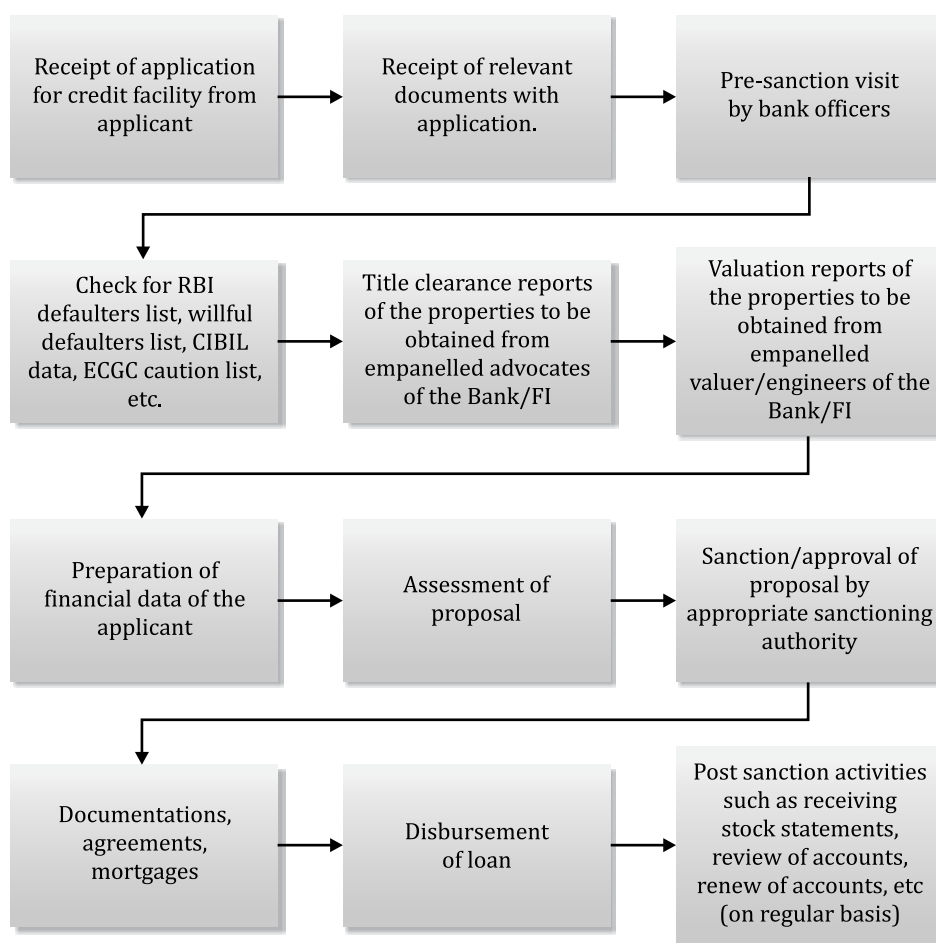 Receipt of application
for credit facility from
applicant
Receipt of relevant
documents with
application.
Pre-sanction visit
by bank officers
Check for RBI
defaulters list, willful
defaulters list, CIBIL
data, ECGC caution list,
etc.
Title clearance reports
of the properties to be
obtained from
empanelled advocates
of the Bank/FI
Valuation reports of
the properties to be
obtained from
empanelled
valuer/engineers of the
Bank/FI
Preparation of
financial data of the
applicant
Assessment of
proposal
Sanction/approval of
proposal by
appropriate sanctioning
authority
Documentations,
agreements,
mortgages
Disbursement
of loan
Post sanction activities
such as receiving
stock statements,
review of accounts,
renew of accounts, etc
(on regular basis)